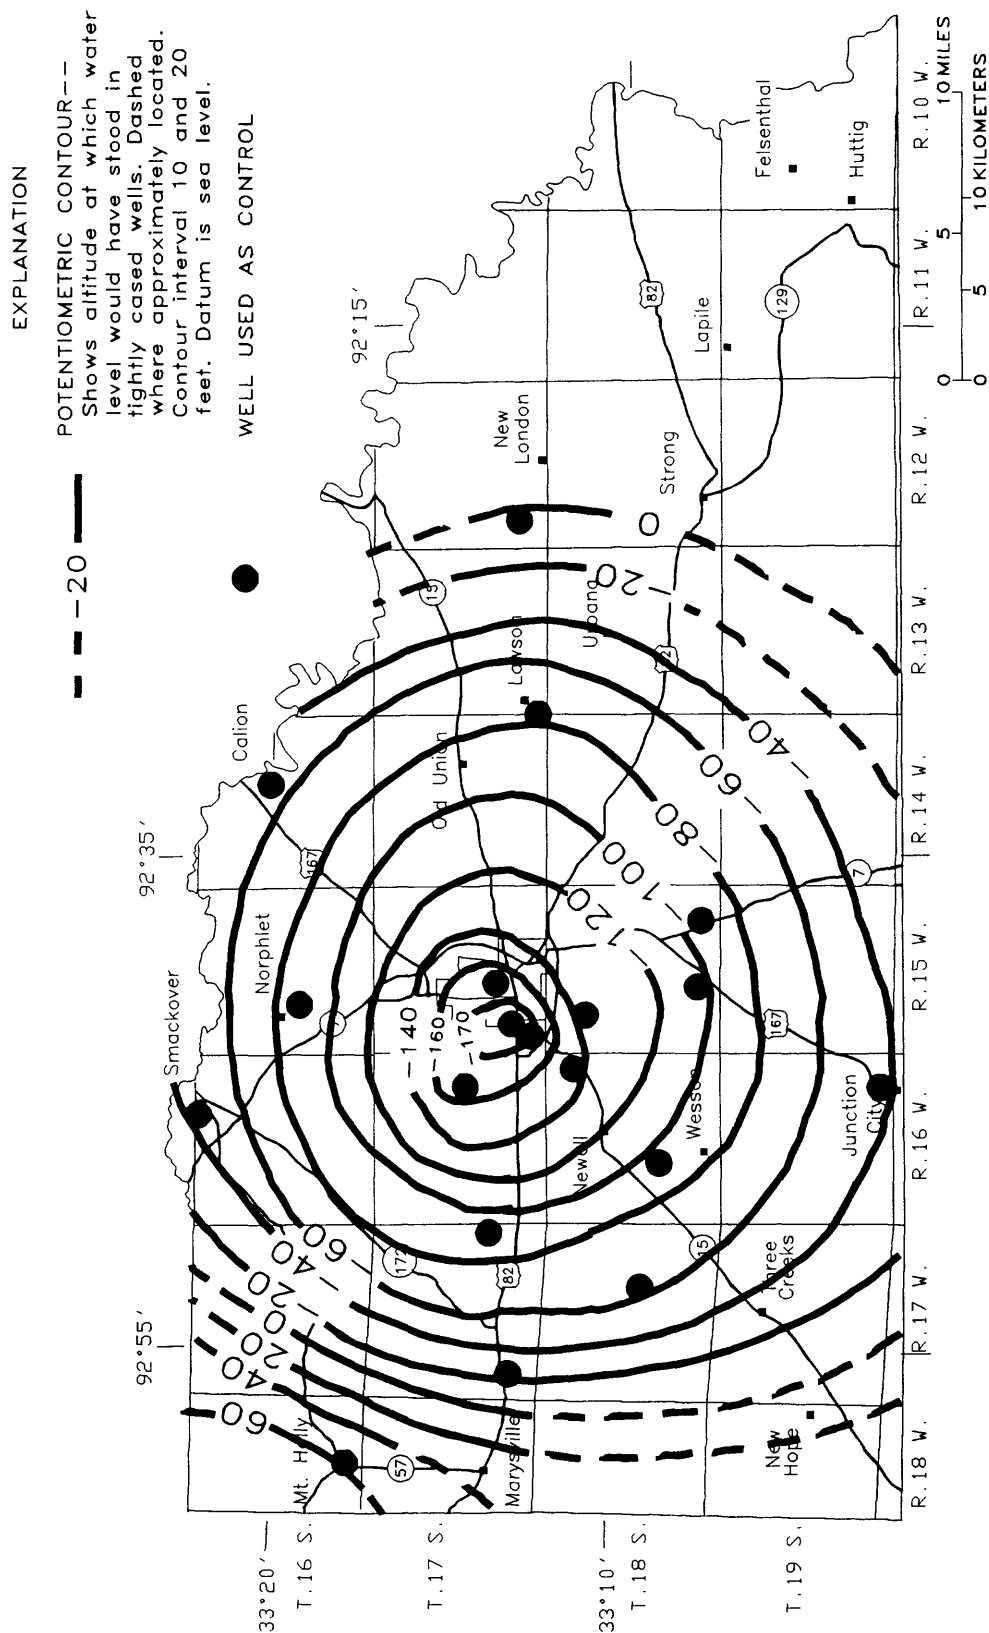 EXPLANATION
-20
POTENTIOMETRIC CONTOUR--
Shows altitude at which water
level would have stood in
tightly cased wells. Dashed
where approximately located.
Contour interval 10 and 20
feet. Datum is sea level.
WELL USED AS CONTROL
92°55'
92°35'
92°15'
33°20'
T.16 S.
T.17 S.
33°10'
T.18 S.
T.19 S.
Smackover
Norphlet
Calion
167
Mt. Holly
60
40
20
0
-20
-40
-60
172
57
Marysville
82
15
Old Union
Lawson
Urbana
New
London
-140
-160
-170
-120
-100
-80
-60
-40
-20
0
Newell
Wesson
Strong
82
Lapile
129
Felsenthal
Huttig
15
Three
Creeks
New
Hope
167
7
Junction
City
R.18 W.
R.17 W.
R.16 W.
R.15 W.
R.14 W.
R.13 W.
R.12 W.
R.11 W.
R.10 W.
0 5 10 MILES
0 5 10 KILOMETERS